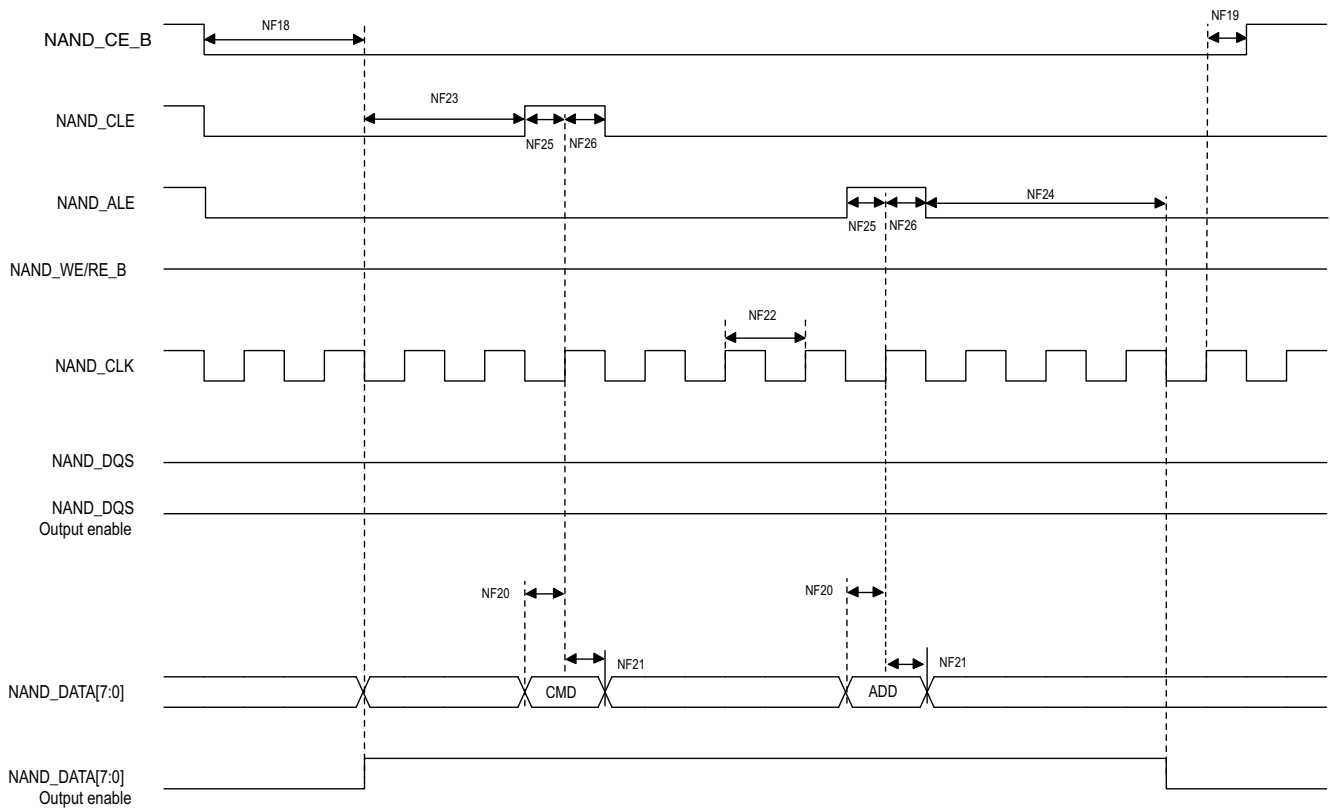 NF19
NF18
NAND_CE_B
NF23
NAND_CLE
NF25 NF26
NF24
NAND_ALE
NF25 NF26
NAND_WE/RE_B
NF22
NAND_CLK
NAND_DQS
NAND_DQS
Output enable
NF20
NF20
NF21
NF21
NAND_DATA[7:0]
CMD
ADD
NAND_DATA[7:0]
Output enable